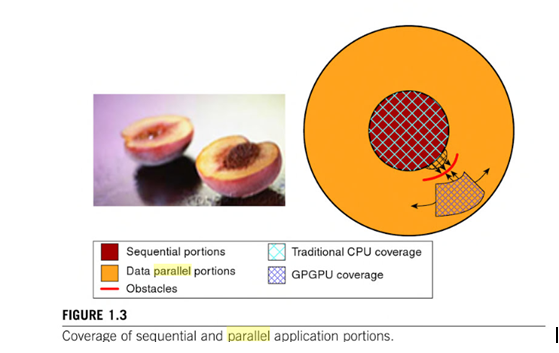 Sequential portions
Traditional CPU coverage
Data parallel portions
GPGPU coverage
Obstacles
FIGURE 1.3
Coverage of sequential and parallel application portions.